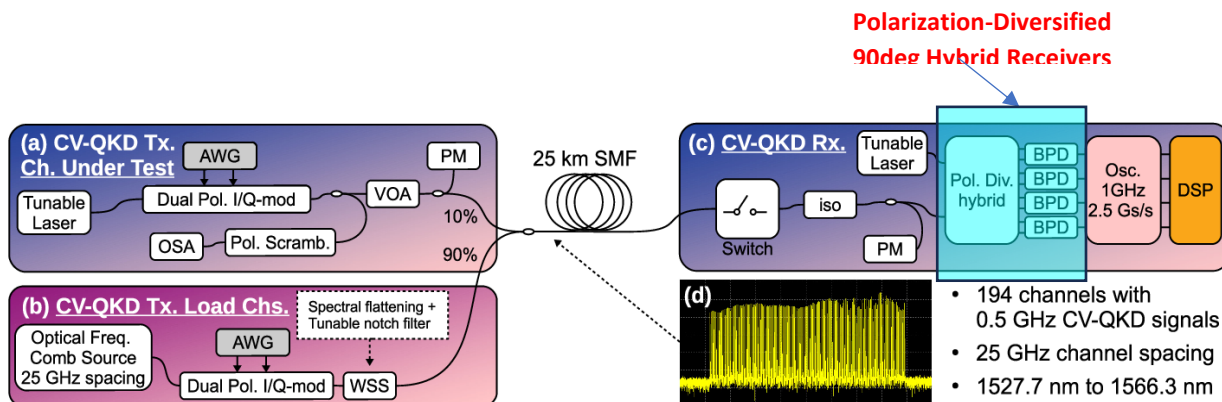 Polarization-Diversified
90deg Hybrid Receivers
(a) CV-QKD Tx.
Ch. Under Test
AWG
PM
Tunable
Laser
Dual Pol. I/Q-mod
VOA
OSA
Pol. Scramb.
10%
90%
25 km SMF
(b) CV-QKD Tx. Load Chs.
Spectral flattening +
Tunable notch filter
Optical Freq.
Comb Source
25 GHz spacing
AWG
Dual Pol. I/Q-mod
WSS
(c) CV-QKD Rx.
Tunable
Laser
Switch
iso
PM
Pol. Div.
hybrid
BPD
BPD
BPD
BPD
Osc.
1GHz
2.5 Gs/s
DSP
(d)
• 194 channels with
0.5 GHz CV-QKD signals
• 25 GHz channel spacing
• 1527.7 nm to 1566.3 nm